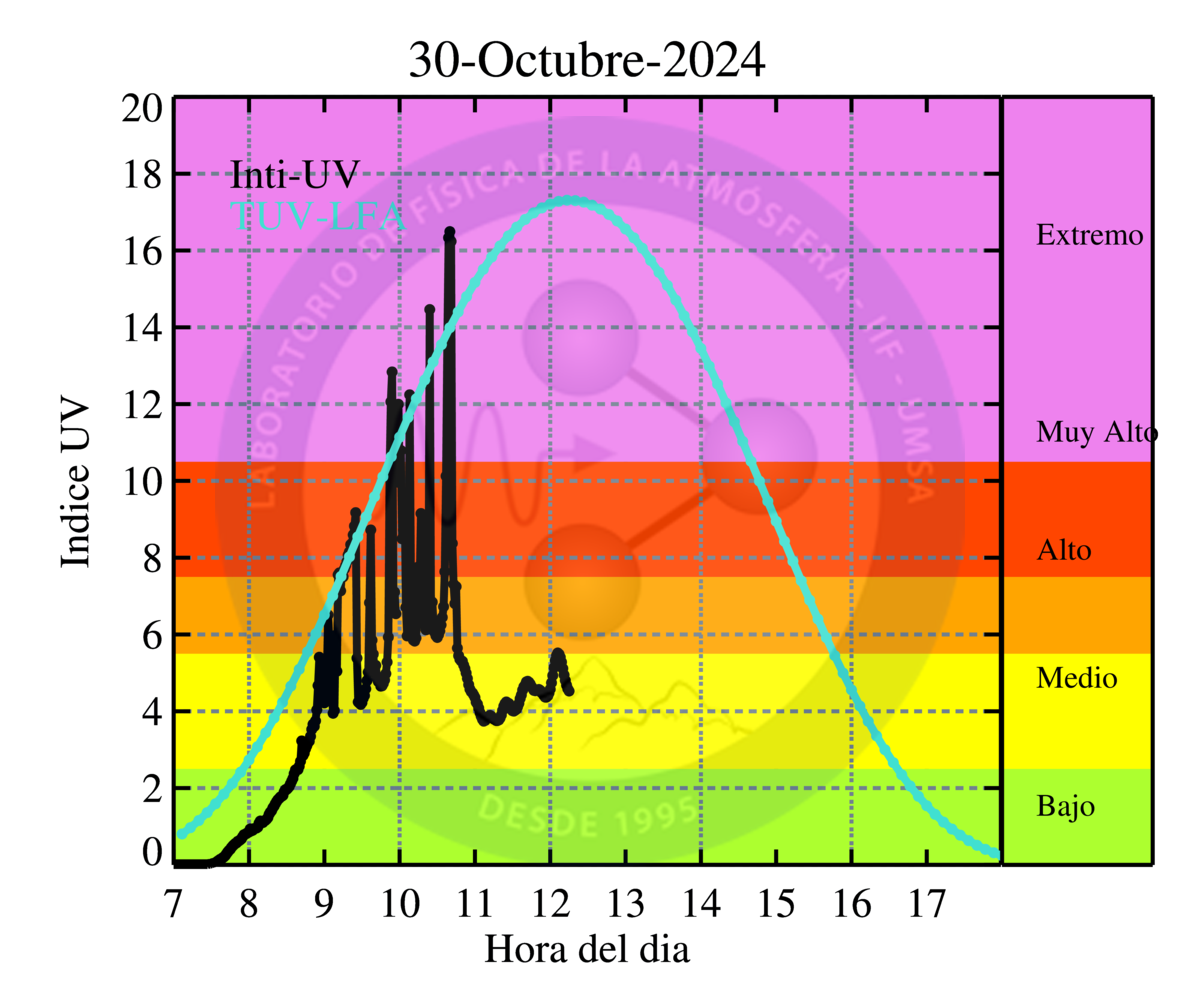 30-Octubre-2024
20
18
16
14
12
10
8
6
4
2
0
Indice UV
Inti-UV
TUV-LFA
LABORATORIO DE FÍSICA DE LA ATMÓSFERA - IIF - UMSA
DESDE 1995
Extremo
Muy Alto
Alto
Medio
Bajo
7 8 9 10 11 12 13 14 15 16 17
Hora del dia